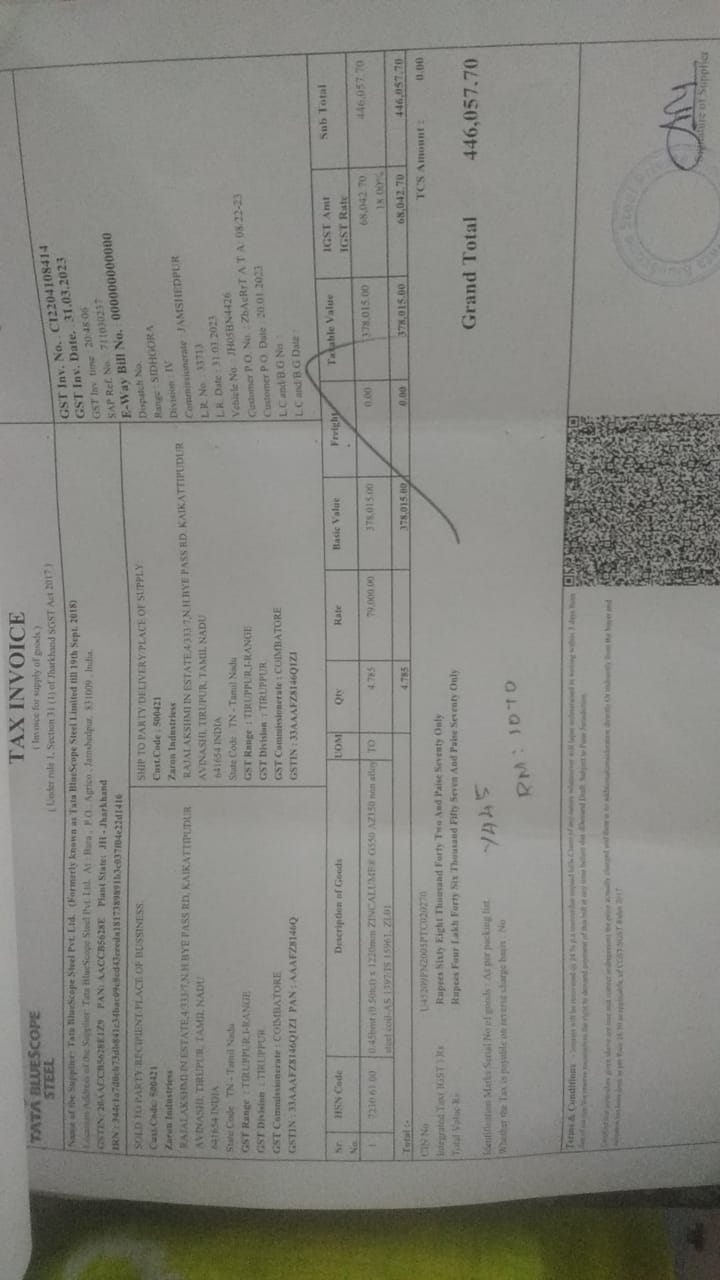 TATA BLUESCOPE
STEEL
TAX INVOICE
( Invoice for supply of goods )
( Under rule 1, Section 31 (1) of Jharkhand SGST Act 2017 )
Name of the Supplier: Tata BlueScope Steel Pvt. Ltd. (Formerly known as Tata BlueScope Steel Limited till 19th Sept. 2018)
Location Address of the Supplier: Tata BlueScope Steel Pvt. Ltd. At : Bara , P.O : Agrico , Jamshedpur, 831009 , India.
GSTIN: 20AACCB5628E1Z9 PAN: AACCB5628E Plant State: JH - Jharkhand
GST Inv. No. : CI2204108414
GST Inv. Date. : 31.03.2023
GST Inv. time 20:48:06
SAP Ref. No. 711030237
E-Way Bill No. : 000000000000
SOLD TO PARTY/RECIPIENT/PLACE OF BUSSINESS.
Cust.Code: 500421
Zaron Industriess
RAJALAKSHMI IN ESTATE,4/333/7,N.H.BYE PASS RD, KAIKATTIPUDUR
AVINASHI, TIRUPUR, TAMIL NADU
641654 INDIA
State Code TN - Tamil Nadu
GST Range : TIRUPPUR,I-RANGE
GST Division : TIRUPPUR
GST Commissionerate : COIMBATORE
GSTIN : 33AAAFZ8146Q1ZI PAN : AAAFZ8146Q
SHIP TO PARTY/DELIVERY/PLACE OF SUPPLY:
Cust.Code : 500421
Zaron Industriess
RAJALAKSHMI IN ESTATE,4/333/7,N.H.BYE PASS RD, KAIKATTIPUDUR
AVINASHI, TIRUPUR, TAMIL NADU
641654 INDIA
State Code TN - Tamil Nadu
GST Range : TIRUPPUR,I-RANGE
GST Division : TIRUPPUR
GST Commissionerate : COIMBATORE
GSTIN : 33AAAFZ8146Q1ZI
Dispatch No.
Range : SIDHGORA
Division : IV
Commissionerate : JAMSHEDPUR
L.R. No. : 33713
L.R. Date : 31.03.2023
Vehicle No. : JH05BN4426
Customer P.O. No. : ZbAcRrT A T A: 08/22-23
Customer P.O. Date : 20.01.2023
L.C and/B.G No :
L.C and/B.G Date :
Sr. No. HSN Code Description of Goods UOM Qty Rate Basic Value Freight Taxable Value IGST Amt IGST Rate Sub Total
1 7210 61 00 0.45mm (0.50tct) x 1220mm ZINCALUME® G550 AZ150 non alloy TO 4.785 79,000.00 378,015.00 0.00 378,015.00 68,042.70 446,057.70
steel coil-AS 1397/IS 15961, ZL01 18.00%
Total :- 4.785 378,015.00 0.00 378,015.00 68,042.70 446,057.70
CIN No U45209PN2005PTC020270 TCS Amount : 0.00
Integrated Tax( IGST : Rs Rupees Sixty Eight Thousand Forty Two And Paise Seventy Only
Total Value Rs Rupees Four Lakh Forty Six Thousand Fifty Seven And Paise Seventy Only
Grand Total 446,057.70
Identification Marks Serial No of goods : As per packing list.
Whether the Tax is payable on reverse charge basis : No
7445
RM : 1070
Terms & Conditions :
Signature of Supplier